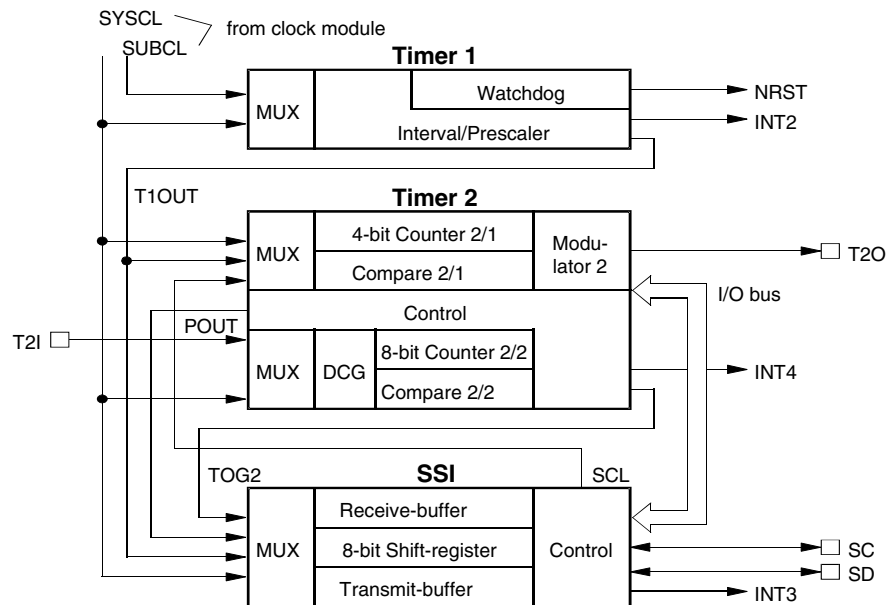 SYSCL
from clock module
SUBCL
Timer 1
MUX
Watchdog
NRST
INT2
Interval/Prescaler
T1OUT
Timer 2
MUX
4-bit Counter 2/1
Compare 2/1
Modu-
lator 2
T2O
I/O bus
Control
POUT
T2I
MUX
DCG
8-bit Counter 2/2
Compare 2/2
INT4
TOG2
SSI
SCL
MUX
Receive-buffer
8-bit Shift-register
Transmit-buffer
Control
SC
SD
INT3